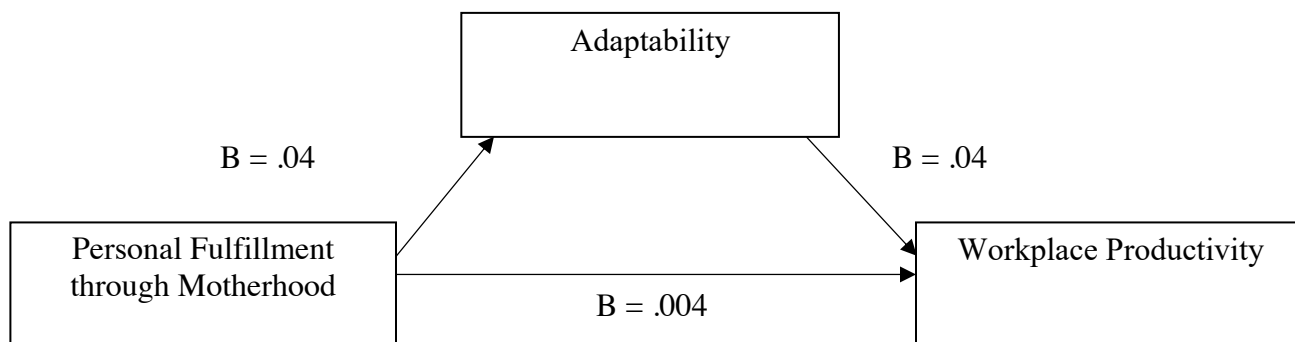 Adaptability
B = .04
B = .04
Personal Fulfillment
through Motherhood
Workplace Productivity
B = .004